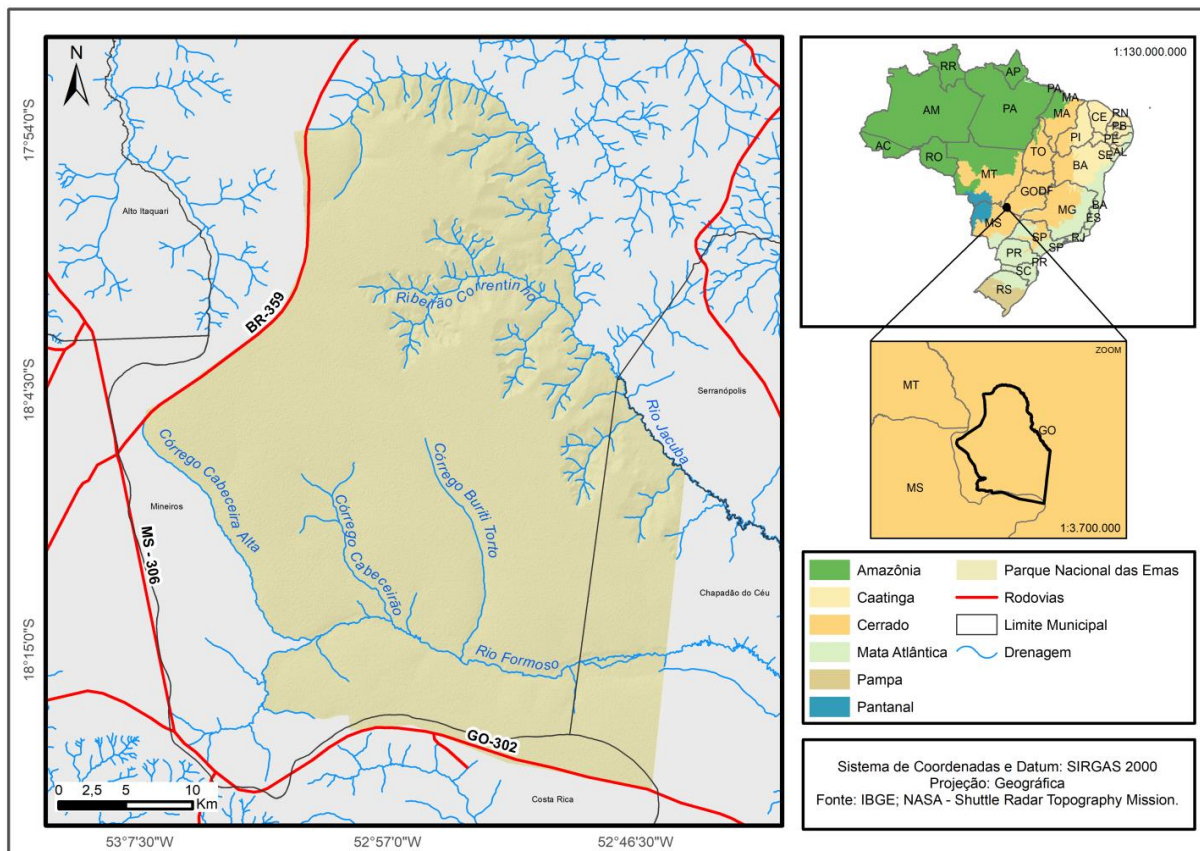 N
17°54'0"S
18°4'30"S
18°15'0"S
53°7'30"W
52°57'0"W
52°46'30"W
Alto Itaquari
BR-359
Ribeirão Correntinho
Serranópolis
Rio Jacuba
Córrego Cabeceira Alta
Córrego Buriti Torto
Córrego Cabeceirão
Mineiros
MS - 306
Chapadão do Céu
Rio Formoso
GO-302
Costa Rica
0 2,5 5 10
Km
1:130.000.000
RR
AP
AM
PA
PA
MA
MA
CE
RN
PB
PI
PE
AC
TO
SE
AL
RO
BA
MT
GO
DF
BA
MG
ES
MS
SP
RJ
SP
PR
PR
SC
RS
ZOOM
MT
GO
MS
1:3.700.000
Amazônia
Caatinga
Cerrado
Mata Atlântica
Pampa
Pantanal
Parque Nacional das Emas
Rodovias
Limite Municipal
Drenagem
Sistema de Coordenadas e Datum: SIRGAS 2000
Projeção: Geográfica
Fonte: IBGE; NASA - Shuttle Radar Topography Mission.